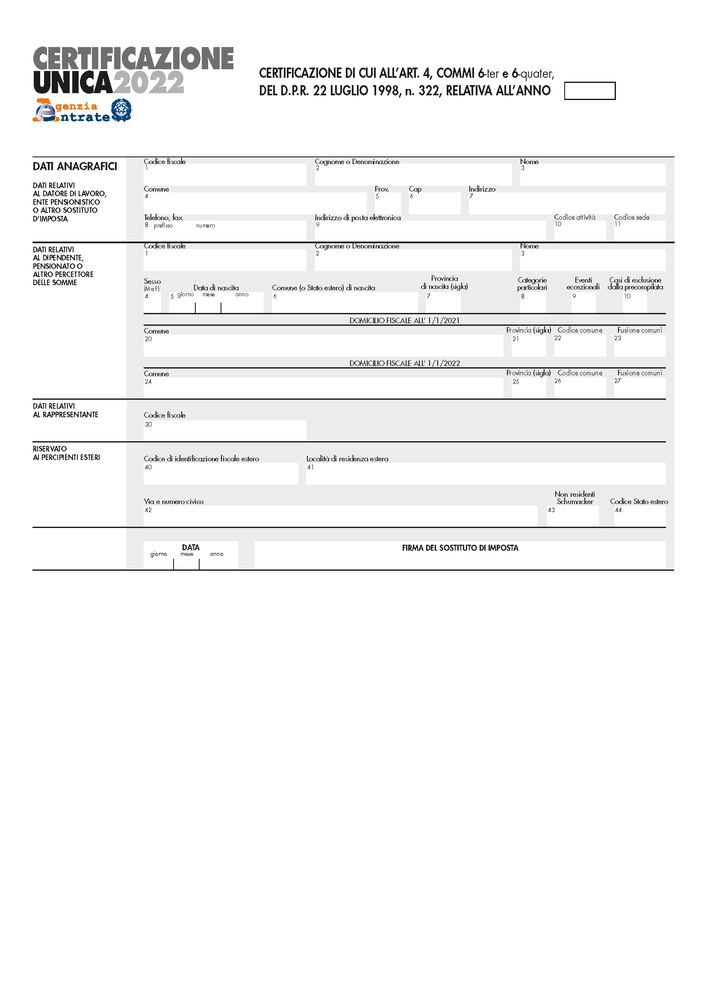 CERTIFICAZIONE
UNICA2022
CERTIFICAZIONE DI CUI ALL'ART. 4, COMMI 6-ter e 6-quater,
DEL D.P.R. 22 LUGLIO 1998, n. 322, RELATIVA ALL'ANNO
genzia
ntrate
DATI ANAGRAFICI
DATI RELATIVI
AL DATORE DI LAVORO,
ENTE PENSIONISTICO
O ALTRO SOSTITUTO
D'IMPOSTA
Codice fiscale Cognome o Denominazione Nome
1 2 3
Comune Prov. Cap Indirizzo
4 5 6 7
Telefono, fax Indirizzo di posta elettronica Codice attività Codice sede
8 prefisso numero 9 10 11
DATI RELATIVI
AL DIPENDENTE,
PENSIONATO O
ALTRO PERCETTORE
DELLE SOMME
Codice fiscale Cognome o Denominazione Nome
1 2 3
Sesso
(M o F) Data di nascita Comune (o Stato estero) di nascita
Provincia
di nascita (sigla)
Categorie
particolari
Eventi
eccezionali
Casi di esclusione
dalla precompilata
4 5 giorno mese anno 6 7 8 9 10
DOMICILIO FISCALE ALL' 1/1/2021
Comune Provincia (sigla) Codice comune Fusione comuni
20 21 22 23
DOMICILIO FISCALE ALL' 1/1/2022
Comune Provincia (sigla) Codice comune Fusione comuni
24 25 26 27
DATI RELATIVI
AL RAPPRESENTANTE
Codice fiscale
30
RISERVATO
AI PERCIPIENTI ESTERI
Codice di identificazione fiscale estero Località di residenza estera
40 41
Via e numero civico
Non residenti
Schumacker
Codice Stato estero
42 43 44
DATA
giorno mese anno
FIRMA DEL SOSTITUTO DI IMPOSTA